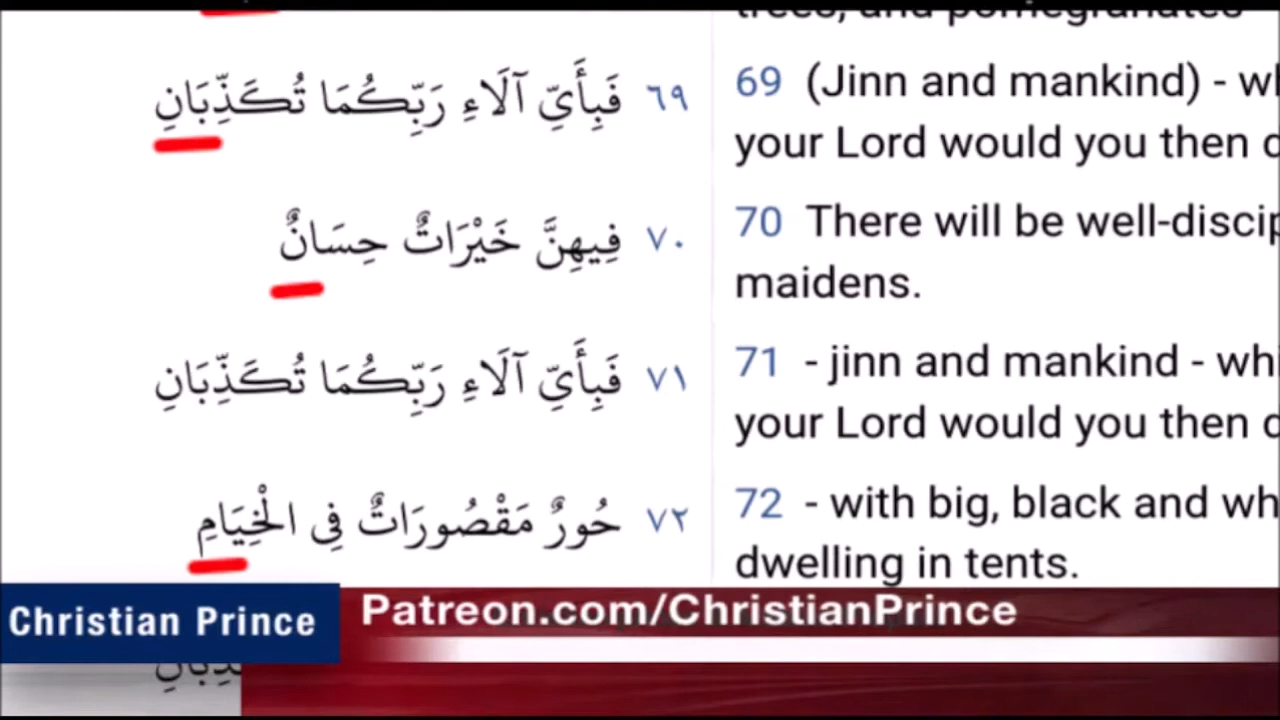 trees, and pomegranates
٦٩ فَبِأَيِّ آلَاءِ رَبِّكُمَا تُكَذِّبَانِ
69 (Jinn and mankind) - wh
your Lord would you then d
٧٠ فِيهِنَّ خَيْرَاتٌ حِسَانٌ
70 There will be well-discip
maidens.
٧١ فَبِأَيِّ آلَاءِ رَبِّكُمَا تُكَذِّبَانِ
71 - jinn and mankind - whi
your Lord would you then d
٧٢ حُورٌ مَقْصُورَاتٌ فِي الْخِيَامِ
72 - with big, black and wh
dwelling in tents.
Christian Prince
Patreon.com/ChristianPrince